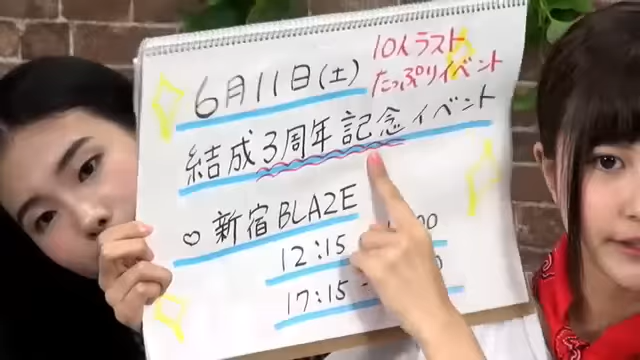 10人ラスト
たっぷりイベント
6月11日(土)
結成3周年記念イベント
♡新宿BLAZE
12:15
17:15